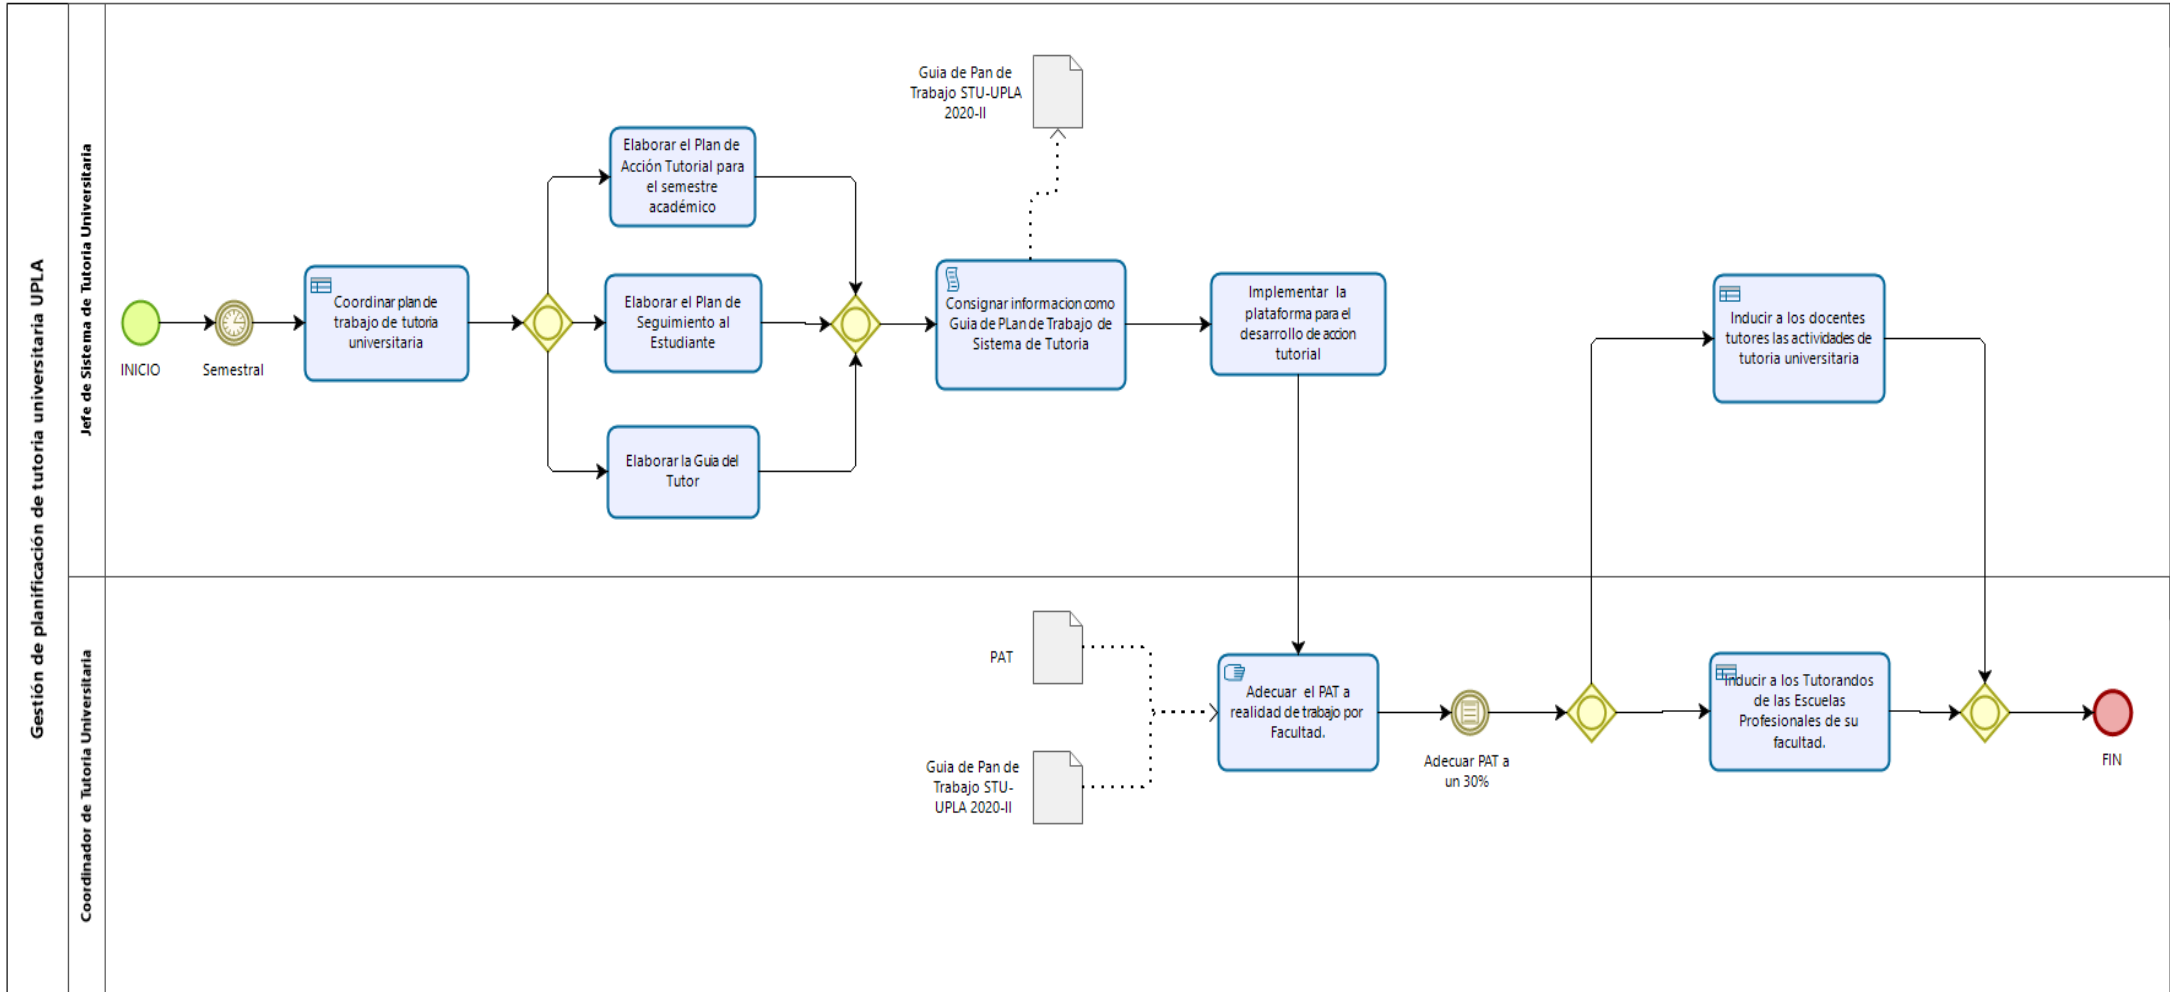 Gestión de planificación de tutoria universitaria UPLA
Jefe de Sistema de Tutoria Universitaria
INICIO
Semestral
Coordinar plan de
trabajo de tutoria
universitaria
Elaborar el Plan de
Acción Tutorial para
el semestre
académico
Elaborar el Plan de
Seguimiento al
Estudiante
Elaborar la Guia del
Tutor
Guia de Pan de
Trabajo STU-UPLA
2020-II
Consignar informacion como
Guia de PLan de Trabajo de
Sistema de Tutoria
Implementar la
plataforma para el
desarrollo de accion
tutorial
Inducir a los docentes
tutores las actividades de
tutoria universitaria
Coordinador de Tutoria Universitaria
PAT
Guia de Pan de
Trabajo STU-
UPLA 2020-II
Adecuar el PAT a
realidad de trabajo por
Facultad.
Adecuar PAT a
un 30%
Inducir a los Tutorandos
de las Escuelas
Profesionales de su
facultad.
FIN